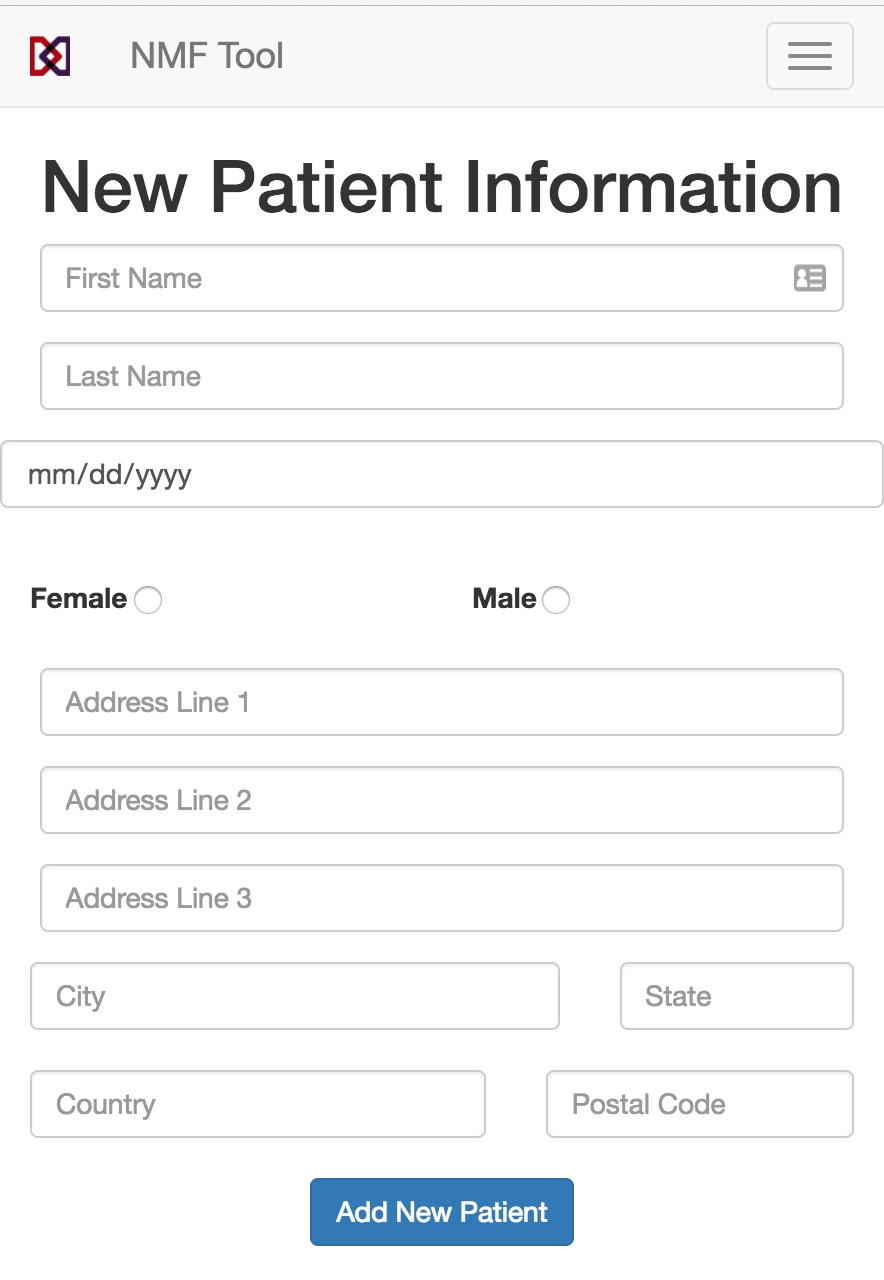 NMF Tool
New Patient Information
First Name
Last Name
mm/dd/yyyy
Female Male
Address Line 1
Address Line 2
Address Line 3
City State
Country Postal Code
Add New Patient